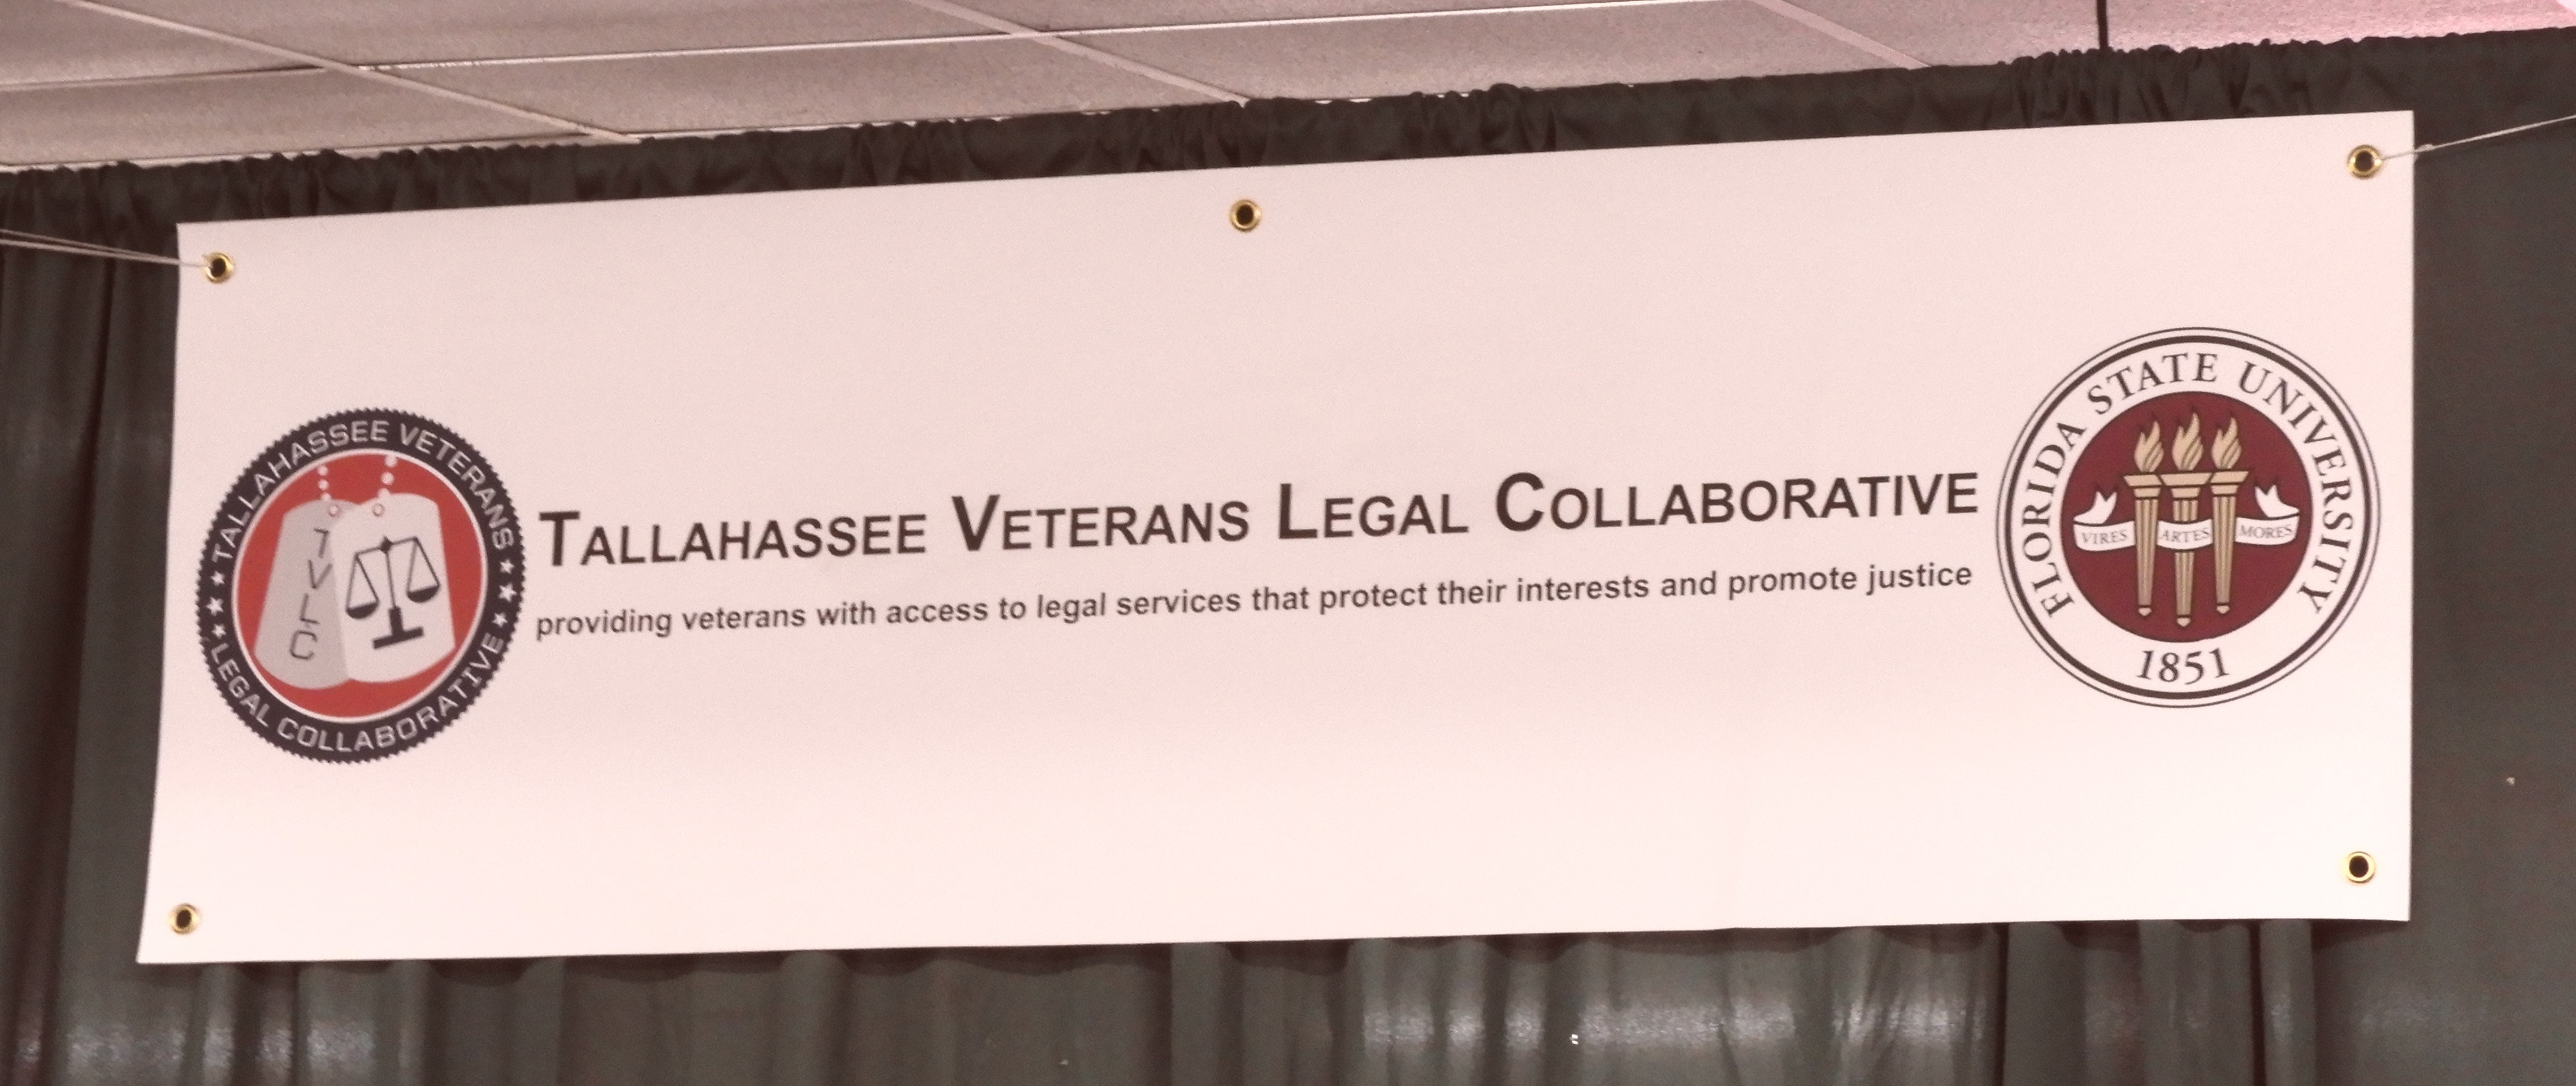 TALLAHASSEE VETERANS
LEGAL COLLABORATIVE
TVLC
TALLAHASSEE VETERANS LEGAL COLLABORATIVE
providing veterans with access to legal services that protect their interests and promote justice
FLORIDA STATE UNIVERSITY
VIRES ARTES MORES
1851